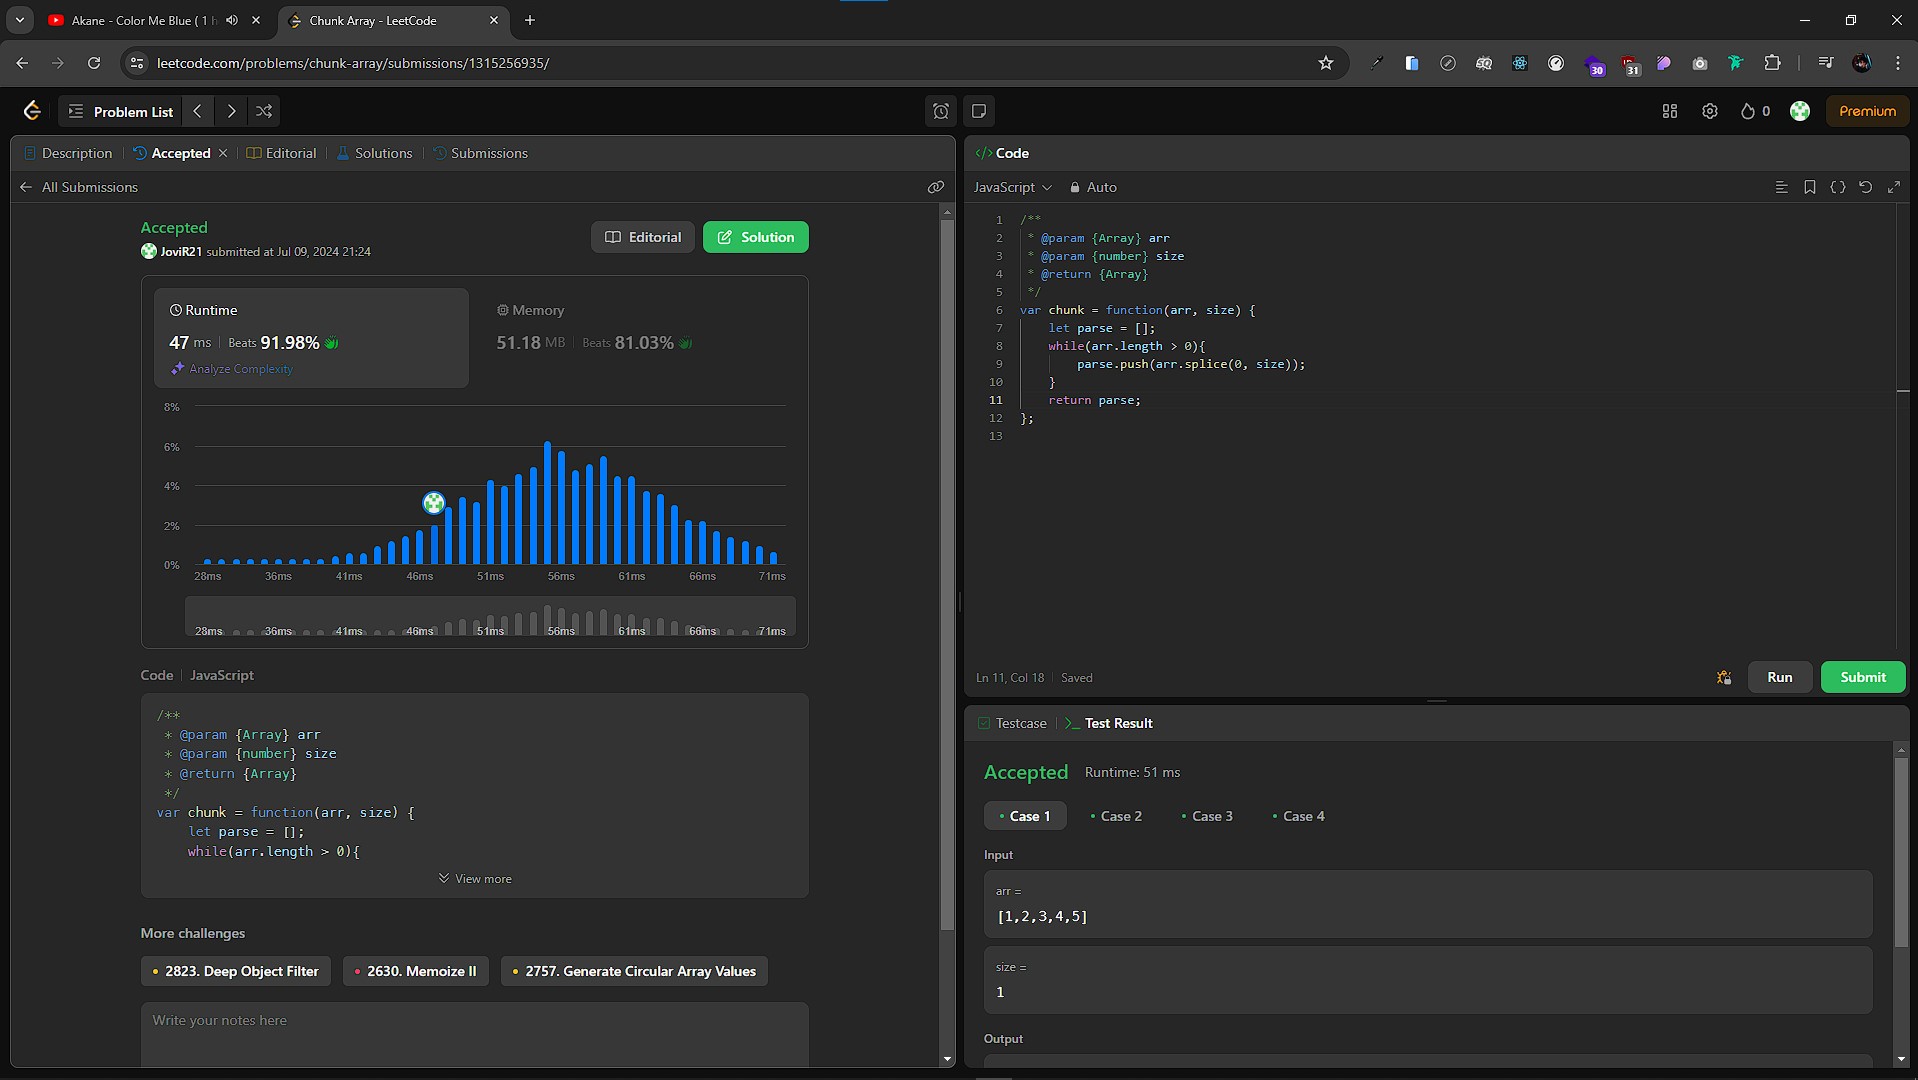 Akane - Color Me Blue ( 1 h
Chunk Array - LeetCode
leetcode.com/problems/chunk-array/submissions/1315256935/
30
31
Problem List
0
Premium
Description
Accepted
Editorial
Solutions
Submissions
All Submissions
Accepted
JoviR21 submitted at Jul 09, 2024 21:24
Editorial
Solution
Runtime
47 ms | Beats 91.98%
Analyze Complexity
Memory
51.18 MB | Beats 81.03%
8%
6%
4%
2%
0%
28ms 36ms 41ms 46ms 51ms 56ms 61ms 66ms 71ms
28ms 36ms 41ms 46ms 51ms 56ms 61ms 66ms 71ms
Code | JavaScript
/**
* @param {Array} arr
* @param {number} size
* @return {Array}
*/
var chunk = function(arr, size) {
let parse = [];
while(arr.length > 0){
View more
More challenges
2823. Deep Object Filter
2630. Memoize II
2757. Generate Circular Array Values
Write your notes here
</> Code
JavaScript
Auto
1 /**
2 * @param {Array} arr
3 * @param {number} size
4 * @return {Array}
5 */
6 var chunk = function(arr, size) {
7 let parse = [];
8 while(arr.length > 0){
9 parse.push(arr.splice(0, size));
10 }
11 return parse;
12 };
13
Ln 11, Col 18 | Saved
Run
Submit
Testcase
>_ Test Result
Accepted
Runtime: 51 ms
• Case 1
• Case 2
• Case 3
• Case 4
Input
arr =
[1,2,3,4,5]
size =
1
Output